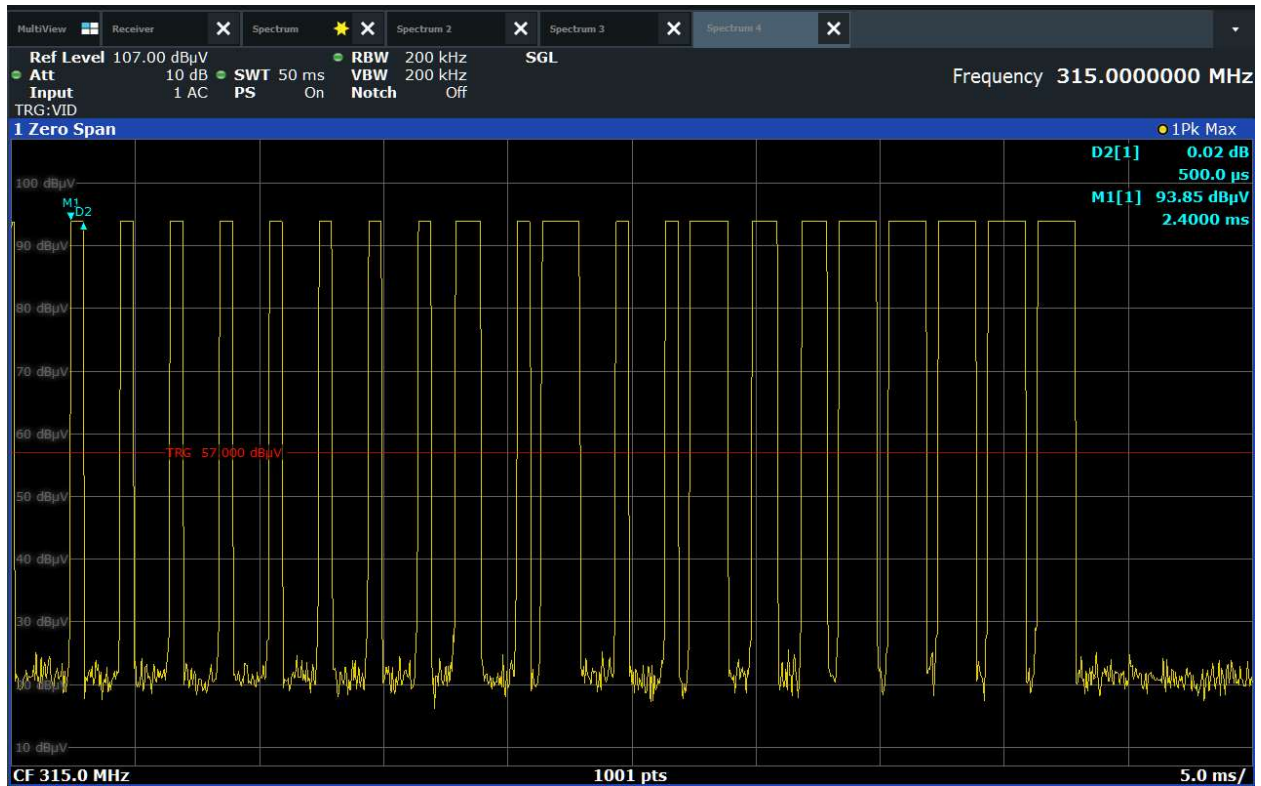 MultiView Receiver Spectrum Spectrum 2 Spectrum 3 Spectrum 4
Ref Level 107.00 dBµV RBW 200 kHz SGL
Att 10 dB SWT 50 ms VBW 200 kHz
Input 1 AC PS On Notch Off
Frequency 315.0000000 MHz
TRG:VID
1 Zero Span 1Pk Max
D2[1] 0.02 dB
500.0 µs
M1[1] 93.85 dBµV
2.4000 ms
100 dBµV
M1
D2
90 dBµV
80 dBµV
70 dBµV
60 dBµV
TRG 57.000 dBµV
50 dBµV
40 dBµV
30 dBµV
10 dBµV
CF 315.0 MHz 1001 pts 5.0 ms/